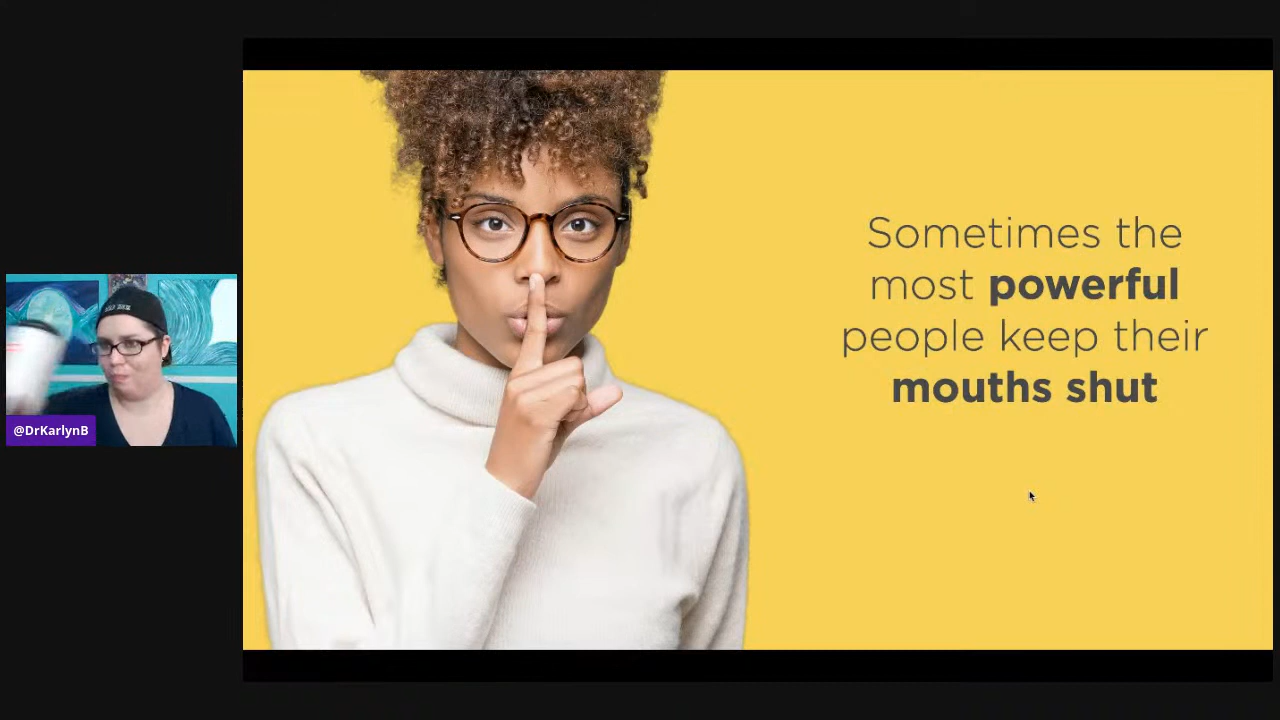 @DrKarlynB
Sometimes the
most powerful
people keep their
mouths shut